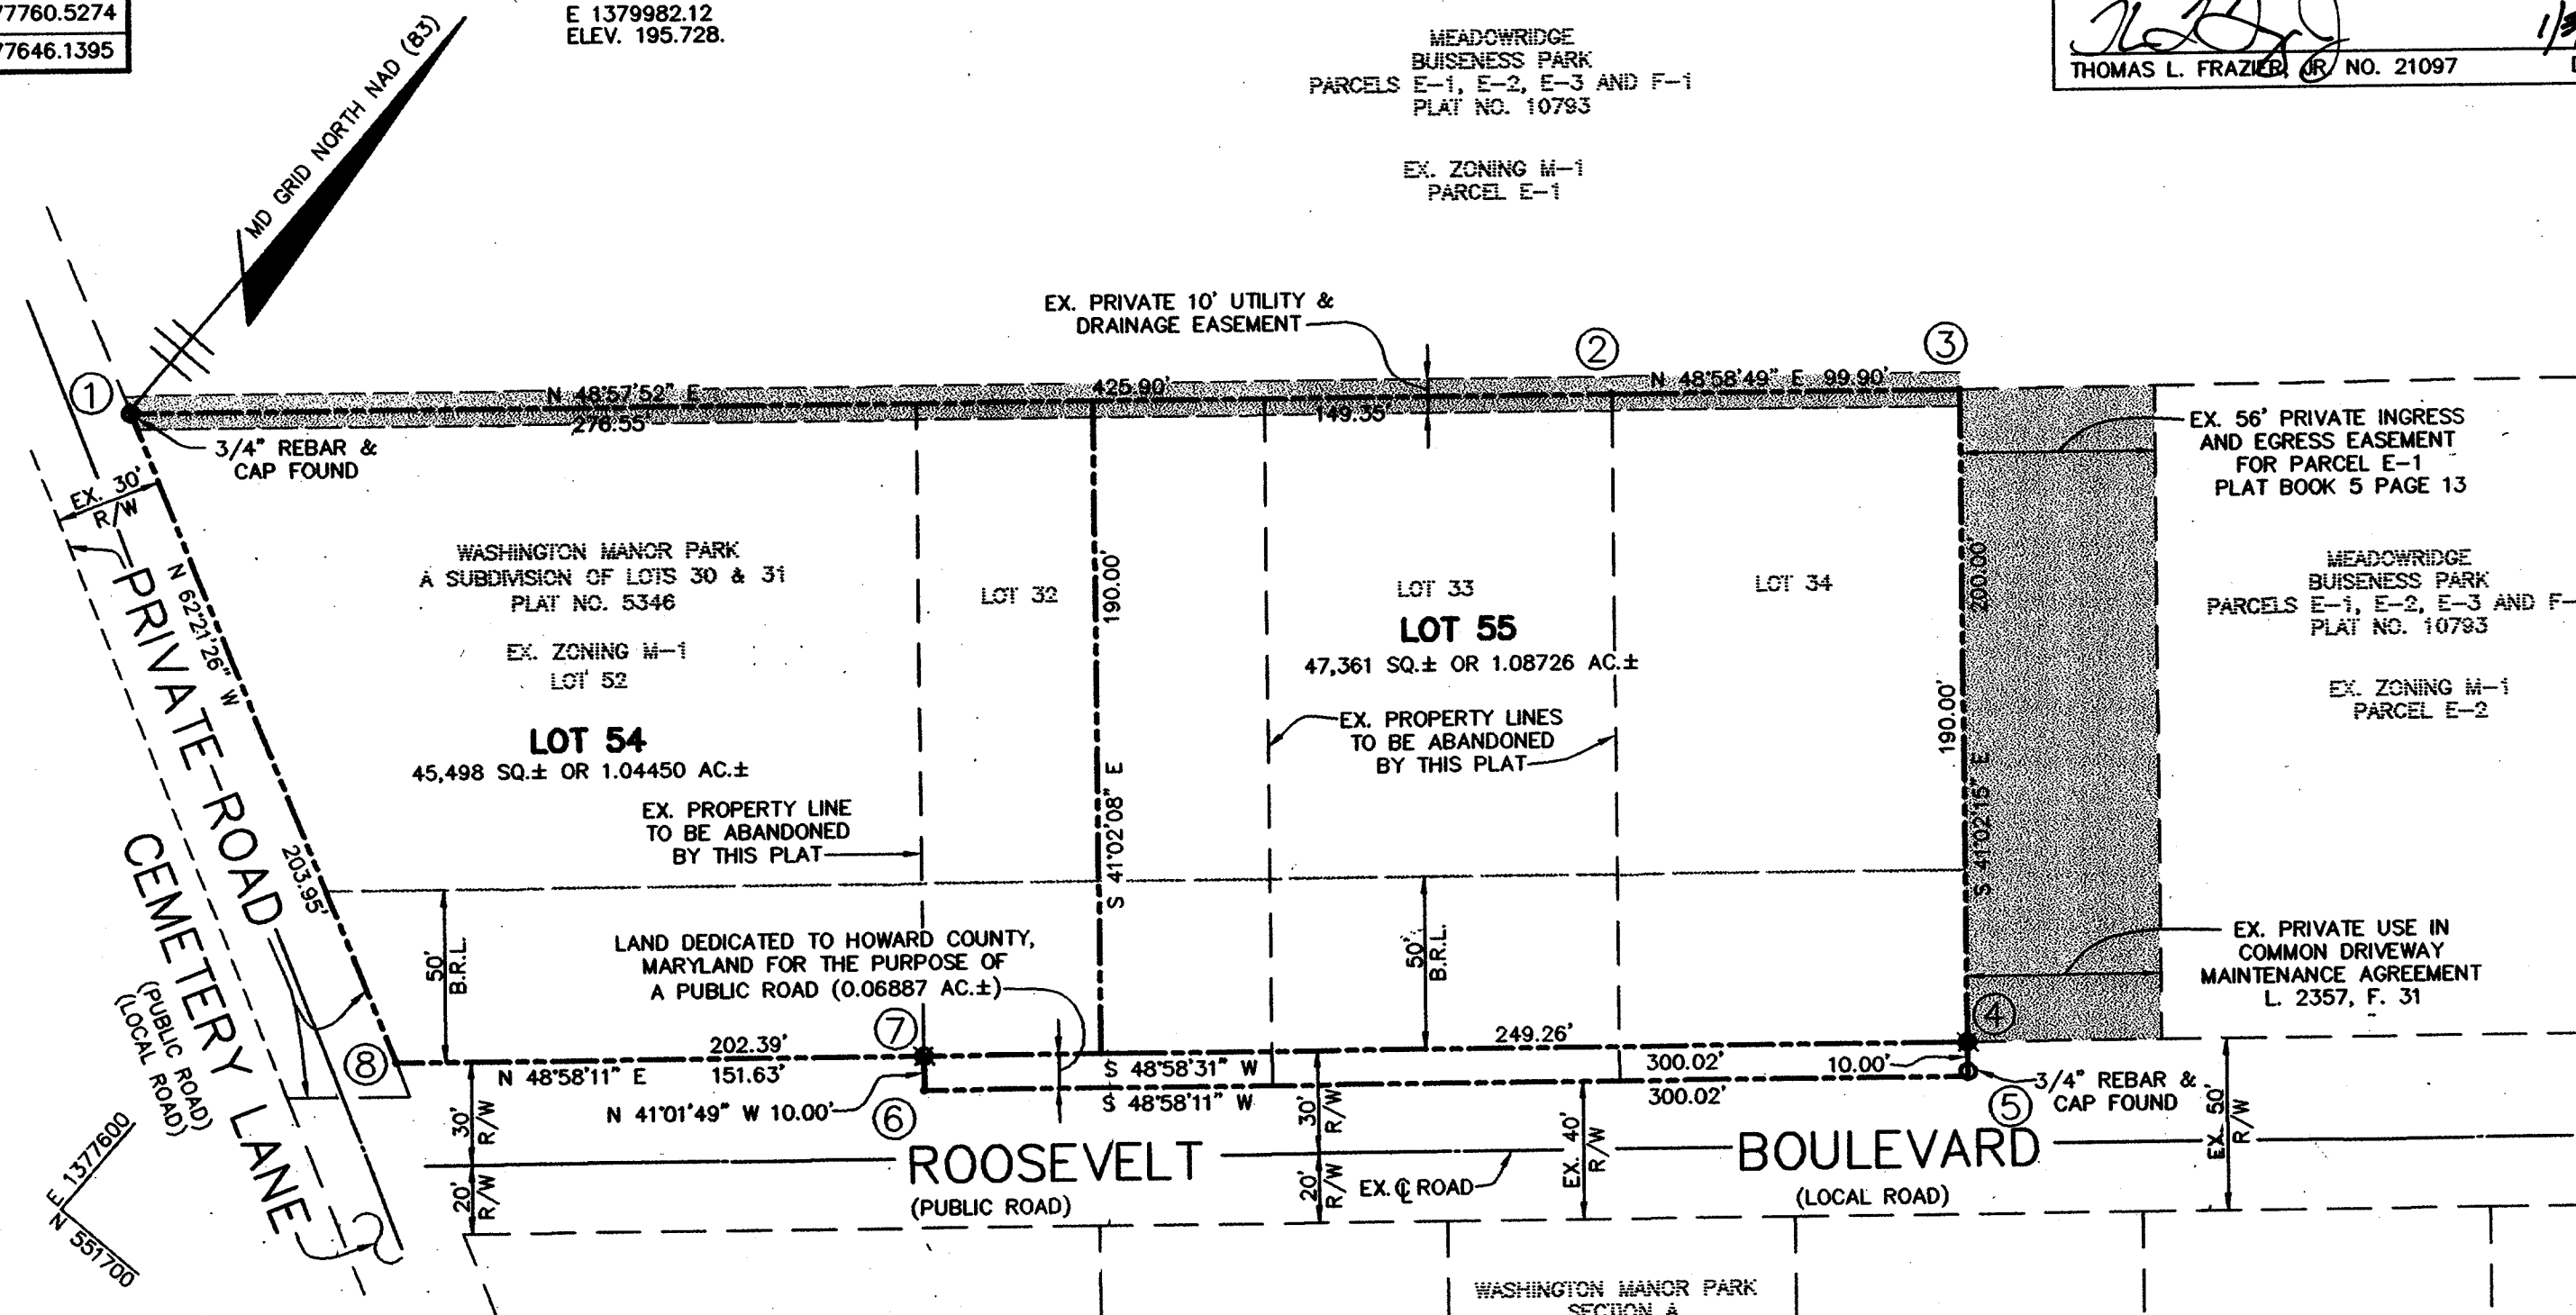 77760.5274
77646.1395
E 1379982.12
ELEV. 195.728.
MD GRID NORTH NAD (83)
MEADOWRIDGE
BUISENESS PARK
PARCELS E-1, E-2, E-3 AND F-1
PLAT NO. 10793
EX. ZONING M-1
PARCEL E-1
THOMAS L. FRAZIER, JR. NO. 21097
EX. PRIVATE 10' UTILITY &
DRAINAGE EASEMENT
1
2
3
N 48°57'52" E
425.90'
N 48°58'49" E 99.90'
276.55'
149.35'
3/4" REBAR &
CAP FOUND
EX. 30'
R/W
EX. 56' PRIVATE INGRESS
AND EGRESS EASEMENT
FOR PARCEL E-1
PLAT BOOK 5 PAGE 13
WASHINGTON MANOR PARK
A SUBDIVISION OF LOTS 30 & 31
PLAT NO. 5346
EX. ZONING M-1
LOT 52
LOT 54
45,498 SQ.± OR 1.04450 AC.±
LOT 32
190.00'
S 41°02'08" E
LOT 33
LOT 55
47,361 SQ.± OR 1.08726 AC.±
LOT 34
200.00'
190.00'
S 41°02'15" E
MEADOWRIDGE
BUISENESS PARK
PARCELS E-1, E-2, E-3 AND F-
PLAT NO. 10793
EX. ZONING M-1
PARCEL E-2
N 62°21'26" W
203.95'
PRIVATE ROAD
CEMETERY LANE
(PUBLIC ROAD)
(LOCAL ROAD)
EX. PROPERTY LINES
TO BE ABANDONED
BY THIS PLAT
EX. PROPERTY LINE
TO BE ABANDONED
BY THIS PLAT
50'
B.R.L.
LAND DEDICATED TO HOWARD COUNTY,
MARYLAND FOR THE PURPOSE OF
A PUBLIC ROAD (0.06887 AC.±)
50'
B.R.L.
EX. PRIVATE USE IN
COMMON DRIVEWAY
MAINTENANCE AGREEMENT
L. 2357, F. 31
8
7
4
202.39'
249.26'
N 48°58'11" E
151.63'
S 48°58'31" W
300.02'
10.00'
N 41°01'49" W 10.00'
6
S 48°58'11" W
300.02'
5
3/4" REBAR &
CAP FOUND
30'
R/W
20'
R/W
30'
R/W
20'
R/W
EX. 40'
R/W
EX. 50'
R/W
ROOSEVELT
(PUBLIC ROAD)
EX. ℄ ROAD
BOULEVARD
(LOCAL ROAD)
E 1377600
N 551700
WASHINGTON MANOR PARK
SECTION A